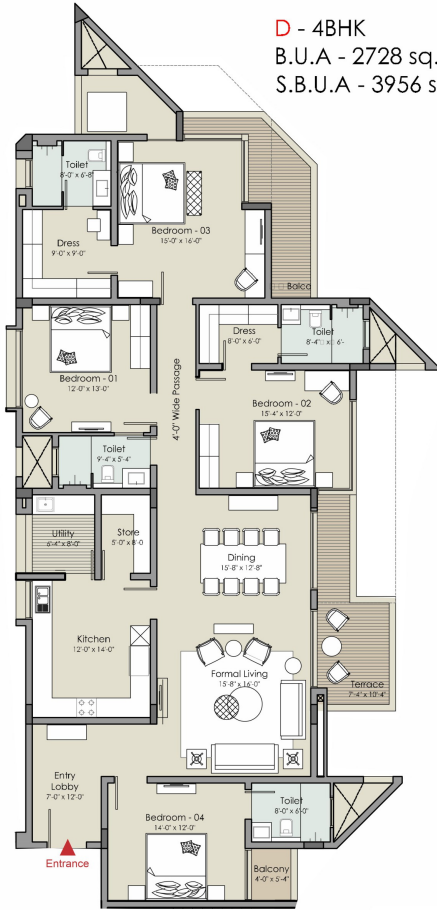 D - 4BHK
B.U.A - 2728 sq.
S.B.U.A - 3956 s
Toilet
8'-0" x 6'-8"
Bedroom - 03
15'-0" x 16'-0"
Dress
9'-0" x 9'-0"
Balco
Dress
8'-0" x 6'-0"
Toilet
8'-4" x 6'-
Bedroom - 01
12'-0" x 13'-0"
4'-0" Wide Passage
Bedroom - 02
15'-4" x 12'-0"
Toilet
9'-4" x 5'-4"
Utility
6'-4" x 8'-0"
Store
5'-0" x 8'-0
Dining
15'-8" x 12'-8"
Kitchen
12'-0" x 14'-0"
Formal Living
15'-8" x 16'-0"
Terrace
7'-4" x 10'-4"
Entry
Lobby
7'-0" x 12'-0"
Toilet
8'-0" x 6'-0"
Bedroom - 04
14'-0" x 12'-0"
Balcony
4'-0" x 5'-4"
Entrance